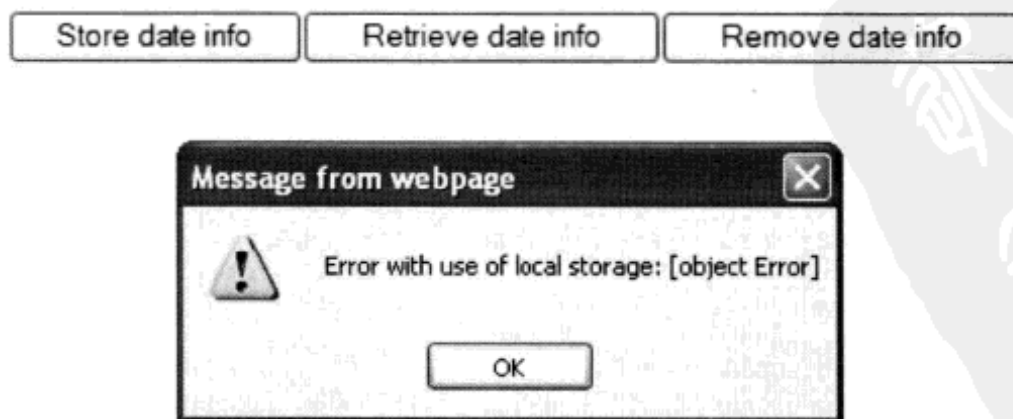 Store date info Retrieve date info Remove date info
Message from webpage
Error with use of local storage: [object Error]
OK